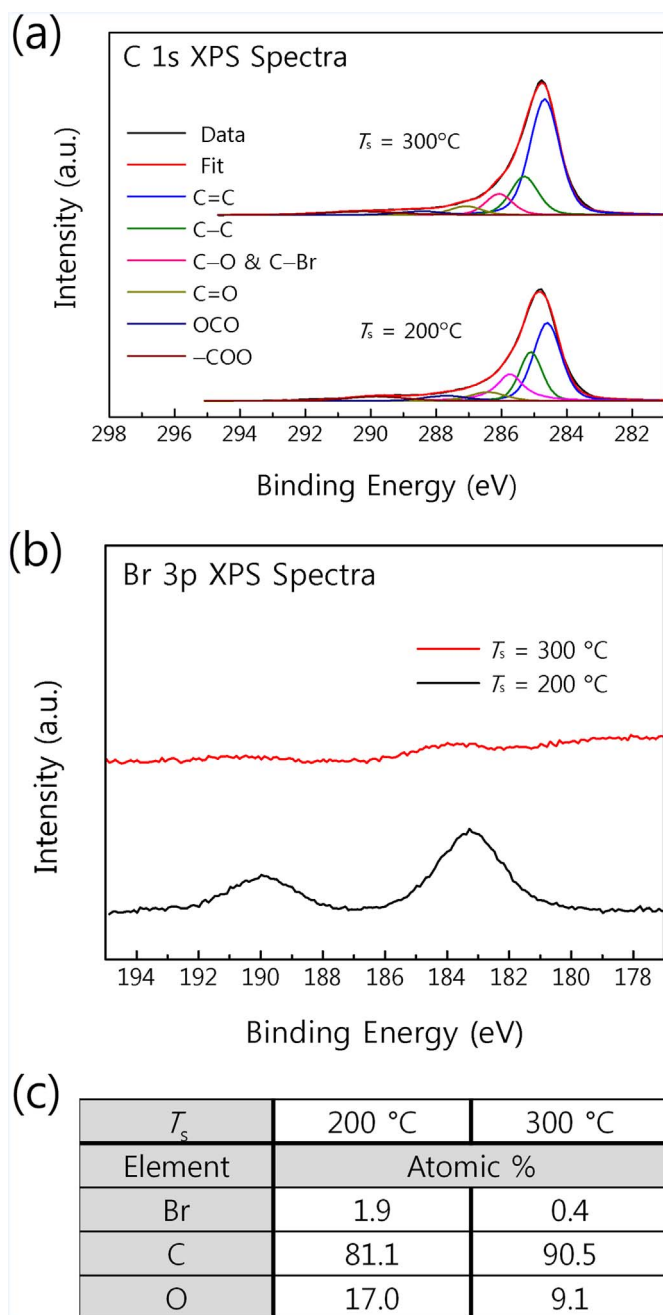 (a)
C 1s XPS Spectra
Data
Fit
C=C
C–C
C–O & C–Br
C=O
OCO
–COO
Tₛ = 300°C
Tₛ = 200°C
Intensity (a.u.)
298 296 294 292 290 288 286 284 282
Binding Energy (eV)
(b)
Br 3p XPS Spectra
Tₛ = 300 °C
Tₛ = 200 °C
Intensity (a.u.)
194 192 190 188 186 184 182 180 178
Binding Energy (eV)
(c)
Tₛ 200 °C 300 °C
Element Atomic %
Br 1.9 0.4
C 81.1 90.5
O 17.0 9.1